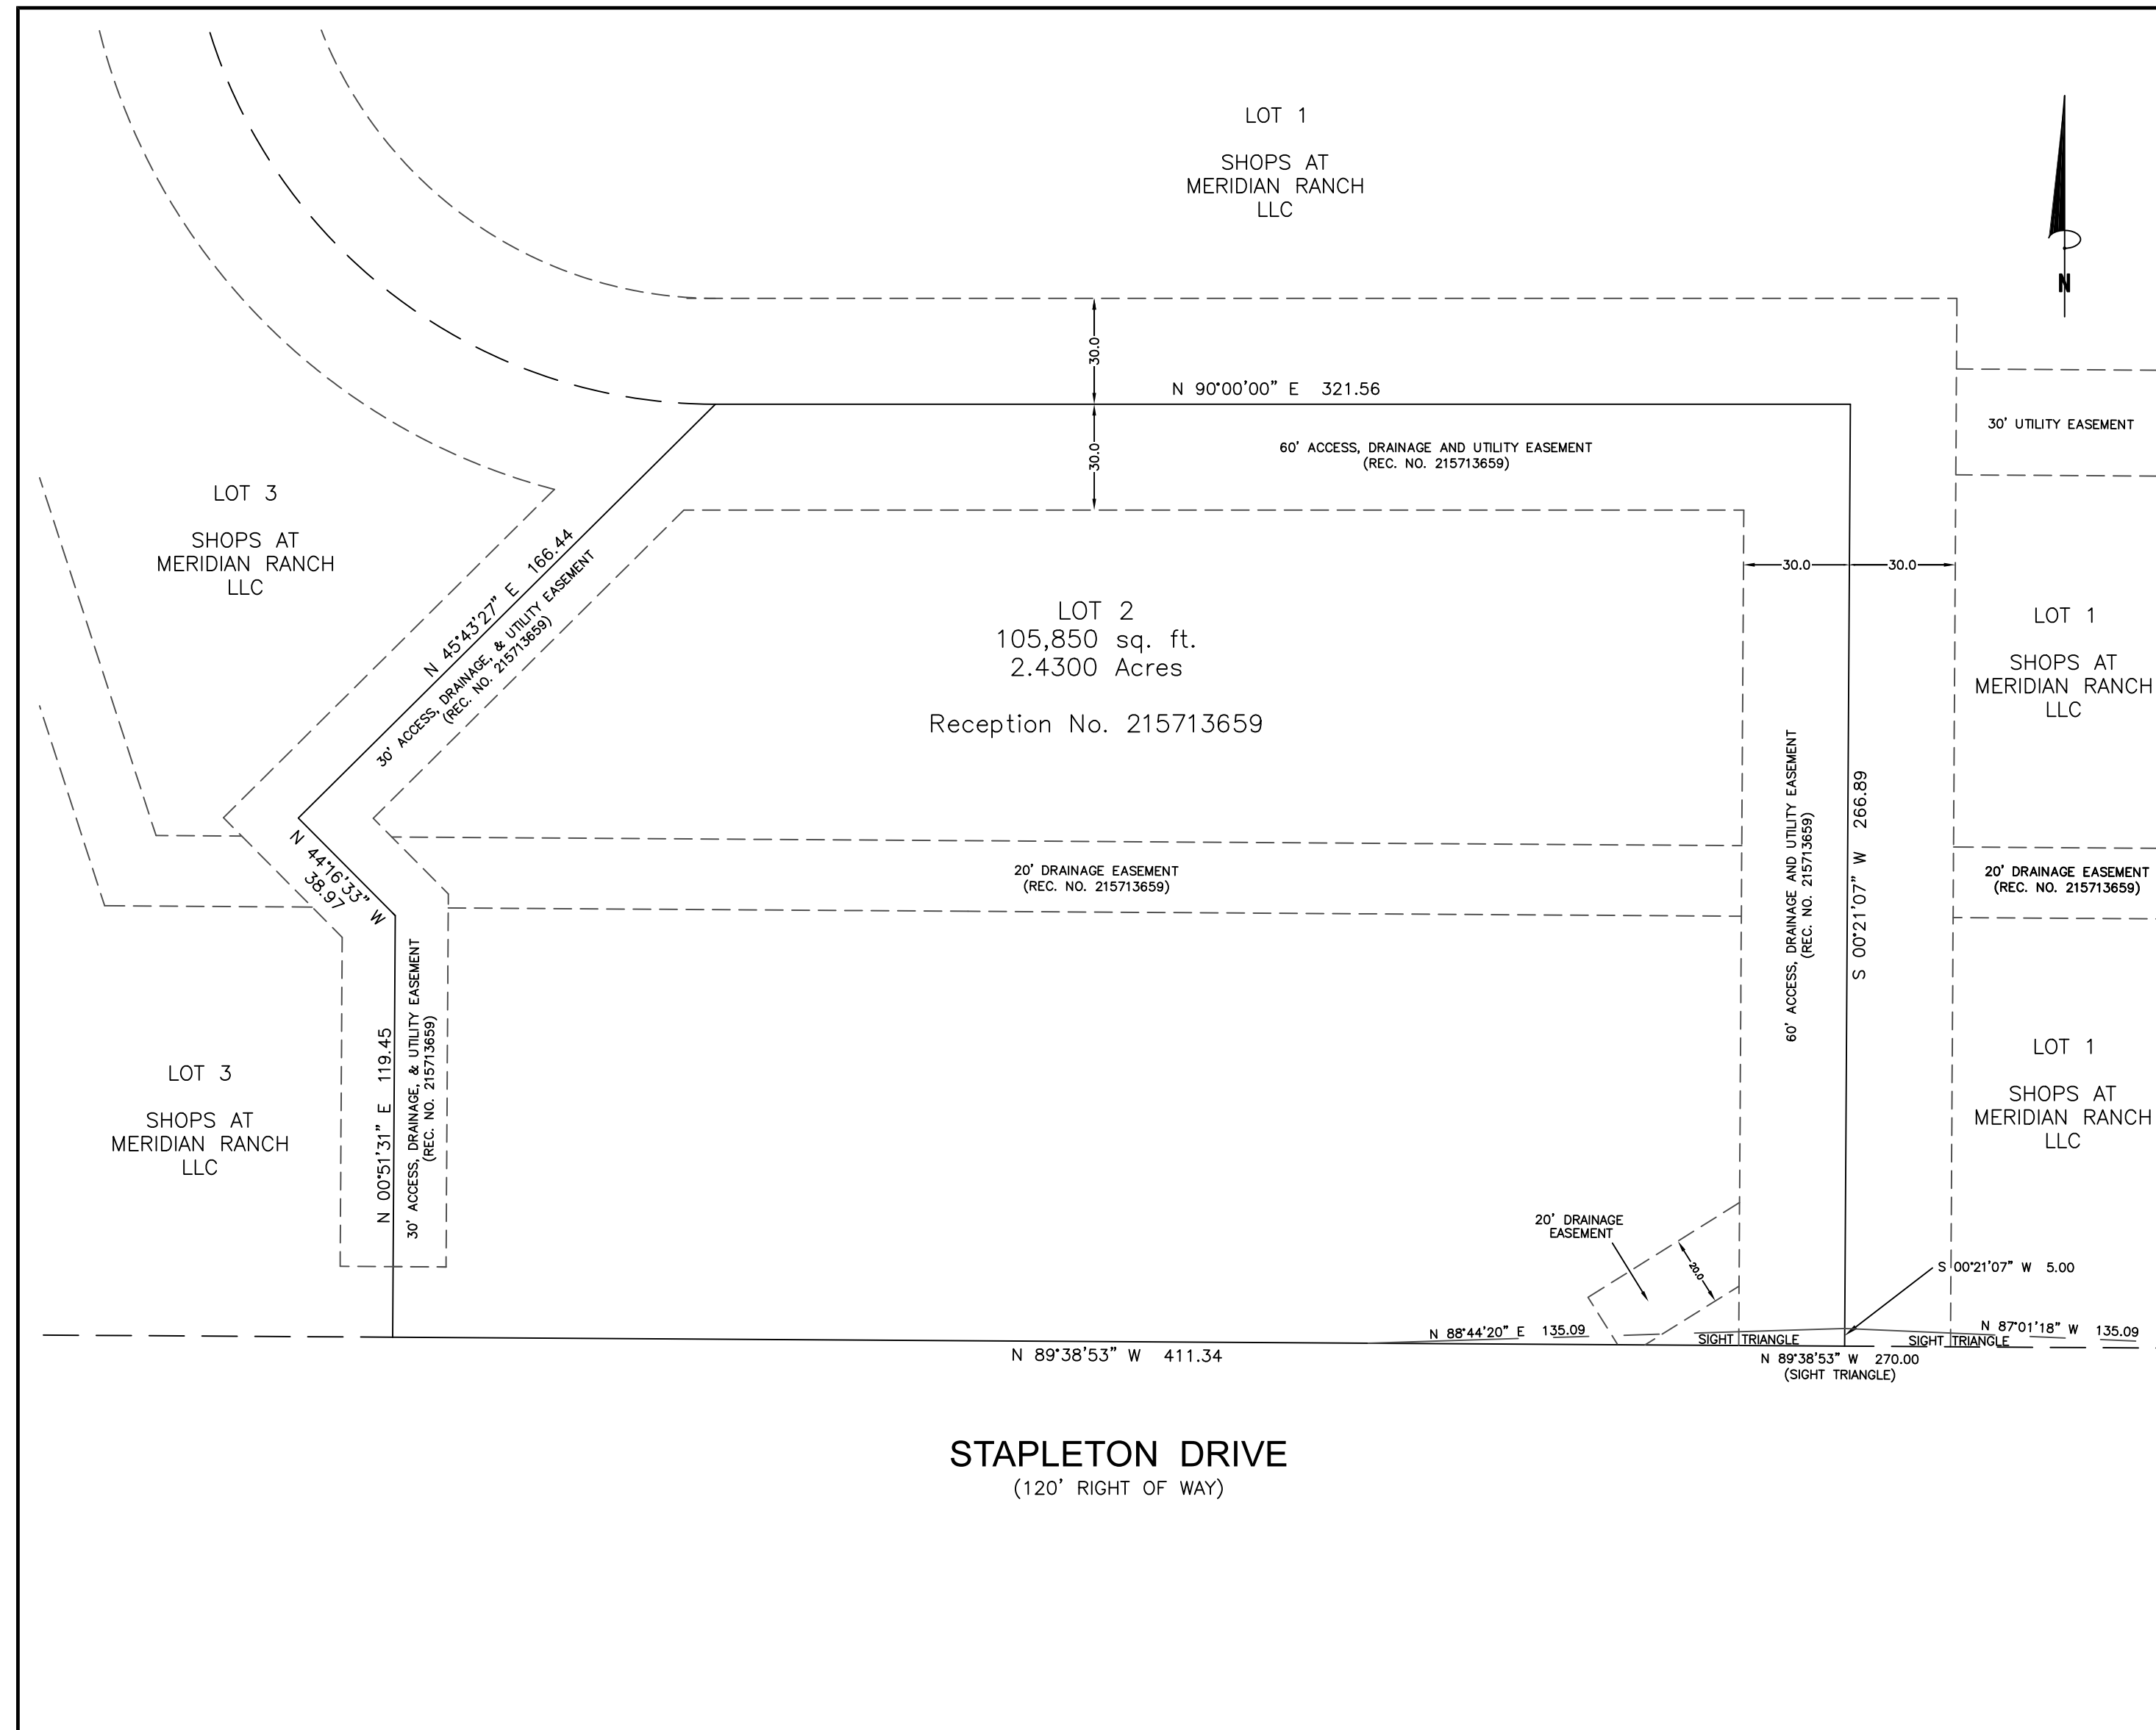 LOT 1
SHOPS AT
MERIDIAN RANCH
LLC
N
30.0
N 90°00'00" E 321.56
30' UTILITY EASEMENT
60' ACCESS, DRAINAGE AND UTILITY EASEMENT
(REC. NO. 215713659)
30.0
LOT 3
SHOPS AT
MERIDIAN RANCH
LLC
N 45°43'27" E 166.44
30' ACCESS, DRAINAGE, & UTILITY EASEMENT
(REC. NO. 215713659)
30.0
30.0
LOT 2
105,850 sq. ft.
2.4300 Acres
Reception No. 215713659
LOT 1
SHOPS AT
MERIDIAN RANCH
LLC
60' ACCESS, DRAINAGE AND UTILITY EASEMENT
(REC. NO. 215713659)
S 00°21'07" W 266.89
N 44°16'33" W
38.97
20' DRAINAGE EASEMENT
(REC. NO. 215713659)
20' DRAINAGE EASEMENT
(REC. NO. 215713659)
N 00°51'31" E 119.45
30' ACCESS, DRAINAGE, & UTILITY EASEMENT
(REC. NO. 215713659)
LOT 3
SHOPS AT
MERIDIAN RANCH
LLC
LOT 1
SHOPS AT
MERIDIAN RANCH
LLC
20' DRAINAGE
EASEMENT
20.0
S 00°21'07" W 5.00
N 88°44'20" E 135.09
SIGHT TRIANGLE
SIGHT TRIANGLE
N 87°01'18" W 135.09
N 89°38'53" W 411.34
N 89°38'53" W 270.00
(SIGHT TRIANGLE)
STAPLETON DRIVE
(120' RIGHT OF WAY)